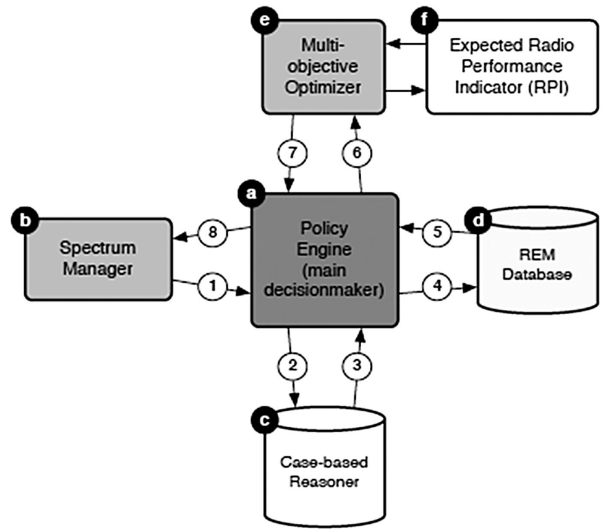 e
Multi-
objective
Optimizer
f
Expected Radio
Performance
Indicator (RPI)
7
6
a
Policy
Engine
(main
decisionmaker)
b
Spectrum
Manager
8
1
5
4
d
REM
Database
2
3
c
Case-based
Reasoner